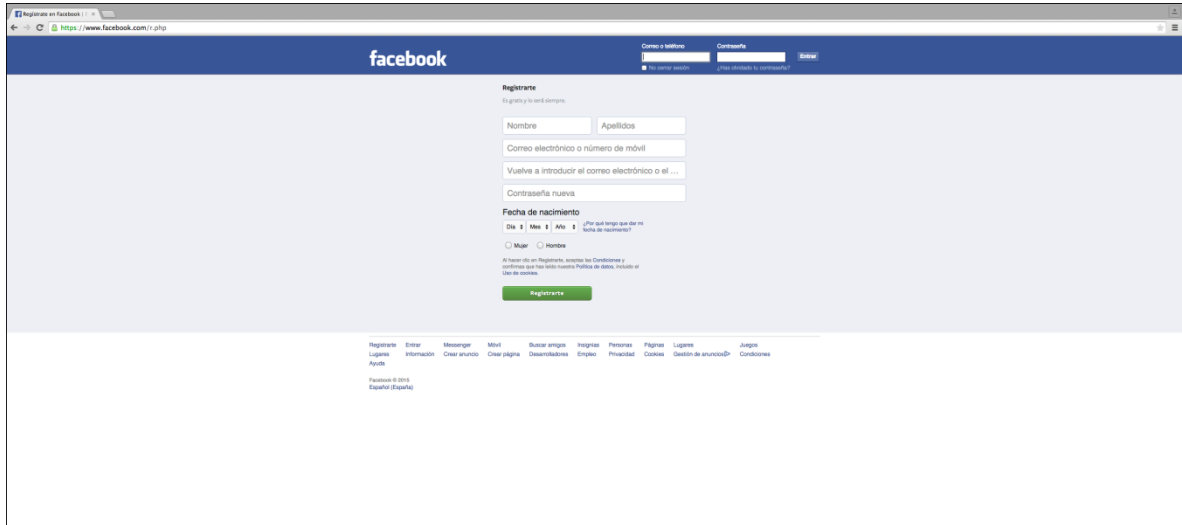 Regístrate en Facebook | F
https://www.facebook.com/r.php
facebook
Correo o teléfono Contraseña
Entrar
No cerrar sesión ¿Has olvidado tu contraseña?
Registrarte
Es gratis y lo será siempre.
Nombre Apellidos
Correo electrónico o número de móvil
Vuelve a introducir el correo electrónico o el ...
Contraseña nueva
Fecha de nacimiento
Día Mes Año ¿Por qué tengo que dar mi
fecha de nacimiento?
Mujer Hombre
Al hacer clic en Registrarte, aceptas las Condiciones y
confirmas que has leído nuestra Política de datos, incluido el
Uso de cookies.
Registrarte
Registrarte Entrar Messenger Móvil Buscar amigos Insignias Personas Páginas Lugares Juegos
Lugares Información Crear anuncio Crear página Desarrolladores Empleo Privacidad Cookies Gestión de anuncios Condiciones
Ayuda
Facebook © 2015
Español (España)